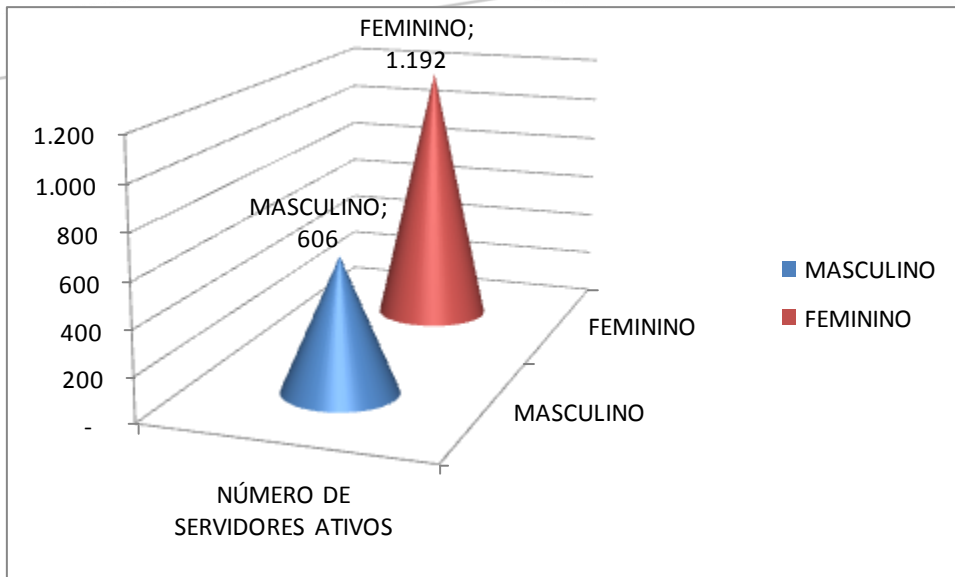 FEMININO;
1.192
1.200
1.000
800
600
400
200
-
MASCULINO;
606
MASCULINO
FEMININO
FEMININO
MASCULINO
NÚMERO DE
SERVIDORES ATIVOS